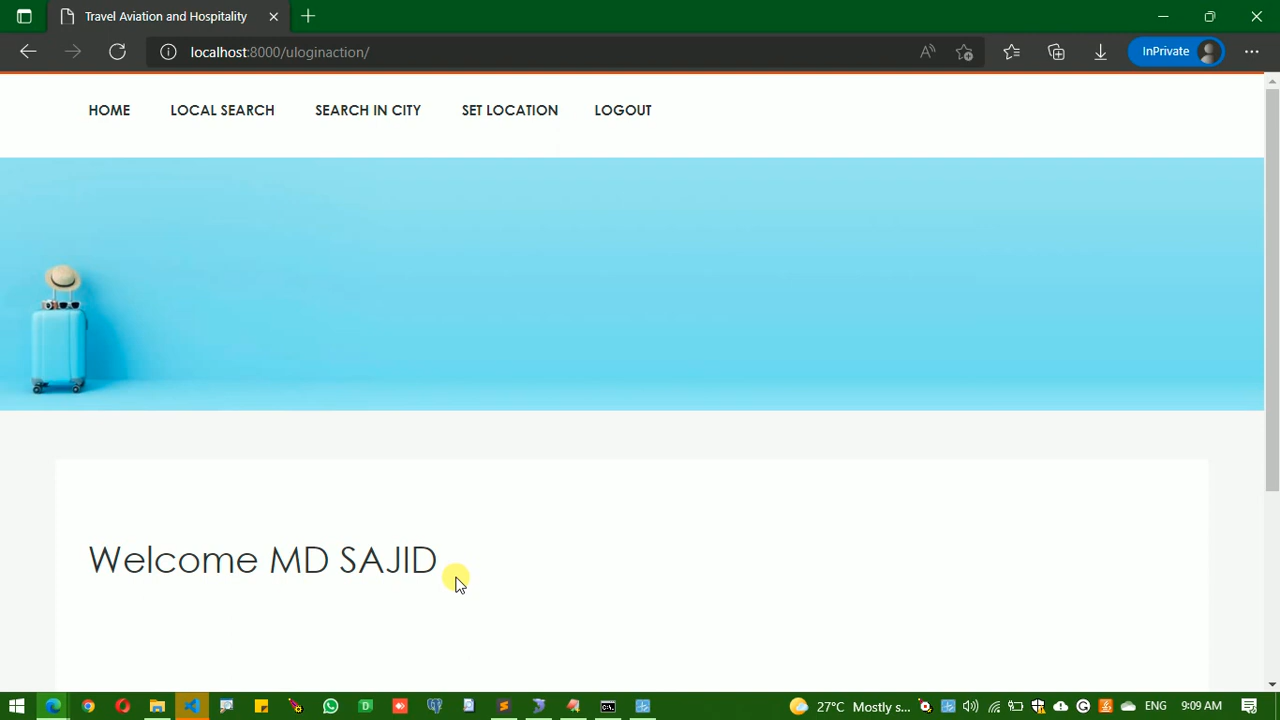 Travel Aviation and Hospitality
localhost:8000/uloginaction/
InPrivate
HOME LOCAL SEARCH SEARCH IN CITY SET LOCATION LOGOUT
Welcome MD SAJID
27°C Mostly s... ENG 9:09 AM